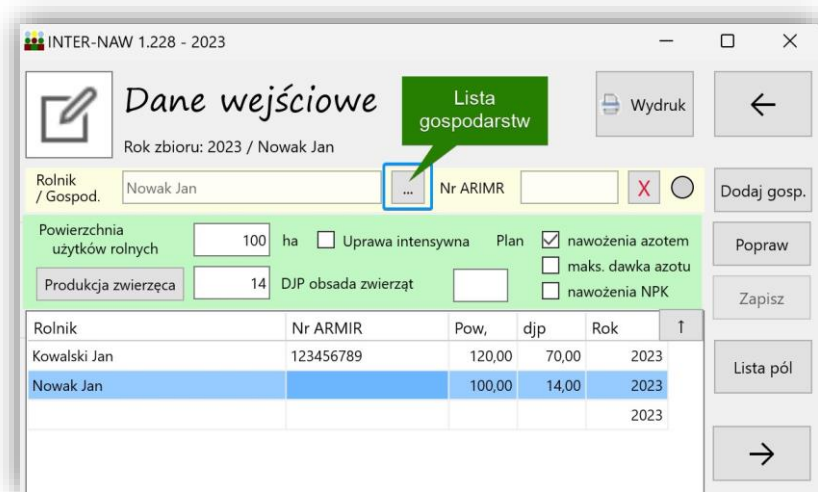 INTER-NAW 1.228 - 2023
Dane wejściowe
Rok zbioru: 2023 / Nowak Jan
Lista
gospodarstw
Wydruk
Rolnik
/ Gospod.
Nowak Jan
...
Nr ARIMR
X
Dodaj gosp.
Powierzchnia
użytków rolnych
100 ha
Uprawa intensywna
Plan
nawożenia azotem
maks. dawka azotu
nawożenia NPK
Produkcja zwierzęca
14 DJP obsada zwierząt
Popraw
Zapisz
Rolnik Nr ARMIR Pow, djp Rok ↑
Kowalski Jan 123456789 120,00 70,00 2023
Nowak Jan 100,00 14,00 2023
2023
Lista pól